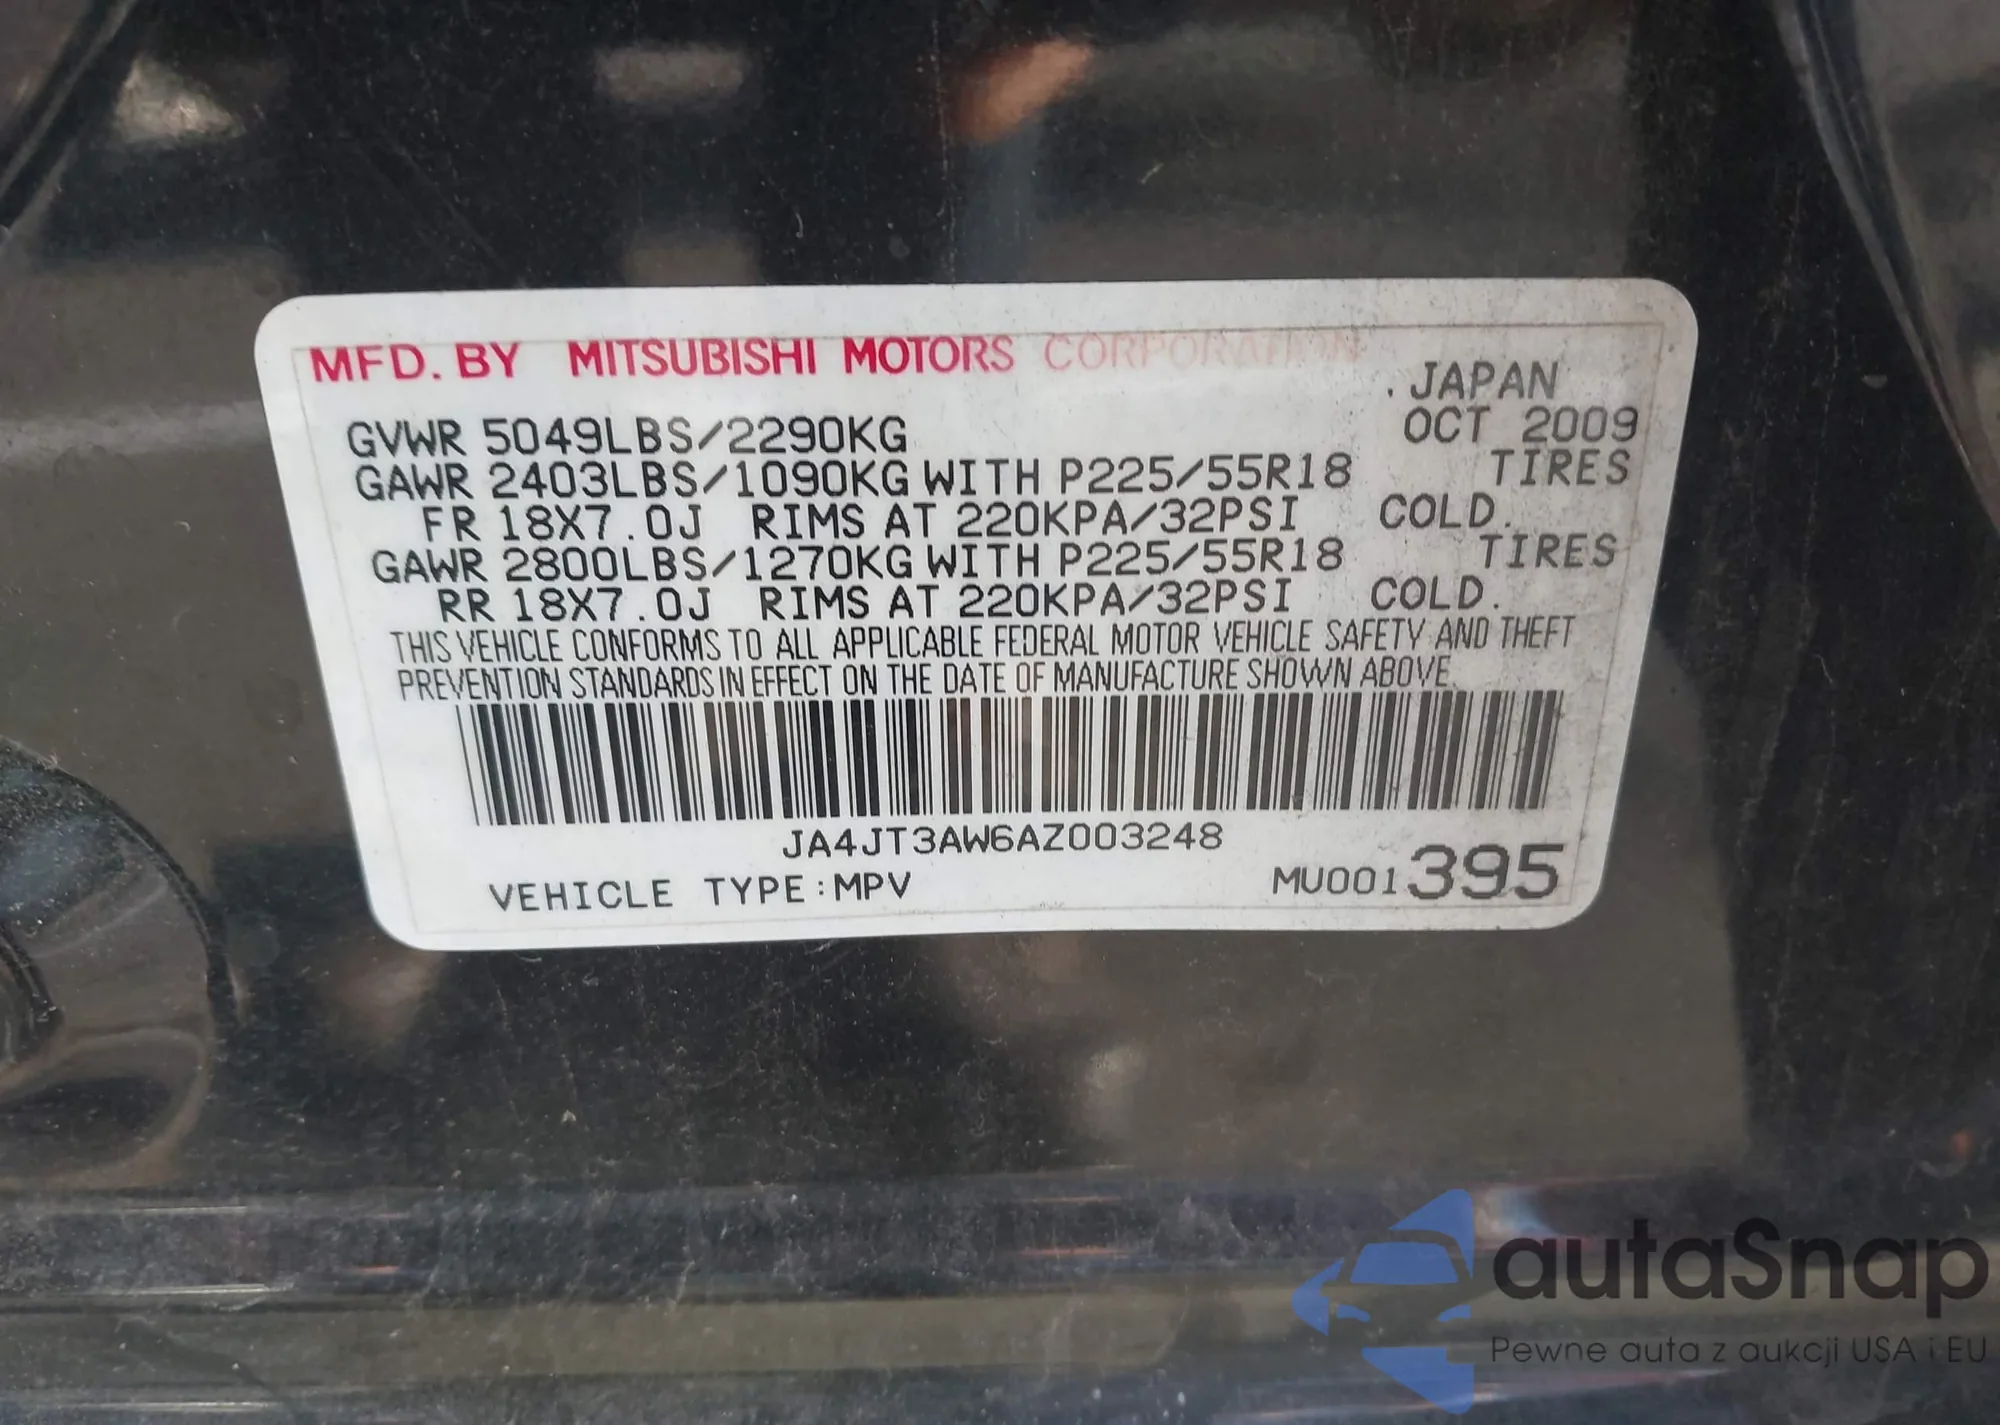 MFD. BY MITSUBISHI MOTORS CORPORATION
. JAPAN
GVWR 5049LBS/2290KG OCT 2009
GAWR 2403LBS/1090KG WITH P225/55R18 TIRES
FR 18X7.0J RIMS AT 220KPA/32PSI COLD.
GAWR 2800LBS/1270KG WITH P225/55R18 TIRES
RR 18X7.0J RIMS AT 220KPA/32PSI COLD.
THIS VEHICLE CONFORMS TO ALL APPLICABLE FEDERAL MOTOR VEHICLE SAFETY AND THEFT
PREVENTION STANDARDS IN EFFECT ON THE DATE OF MANUFACTURE SHOWN ABOVE.
JA4JT3AW6AZ003248
VEHICLE TYPE:MPV MU001395
autaSnap
Pewne auta z aukcji USA i EU